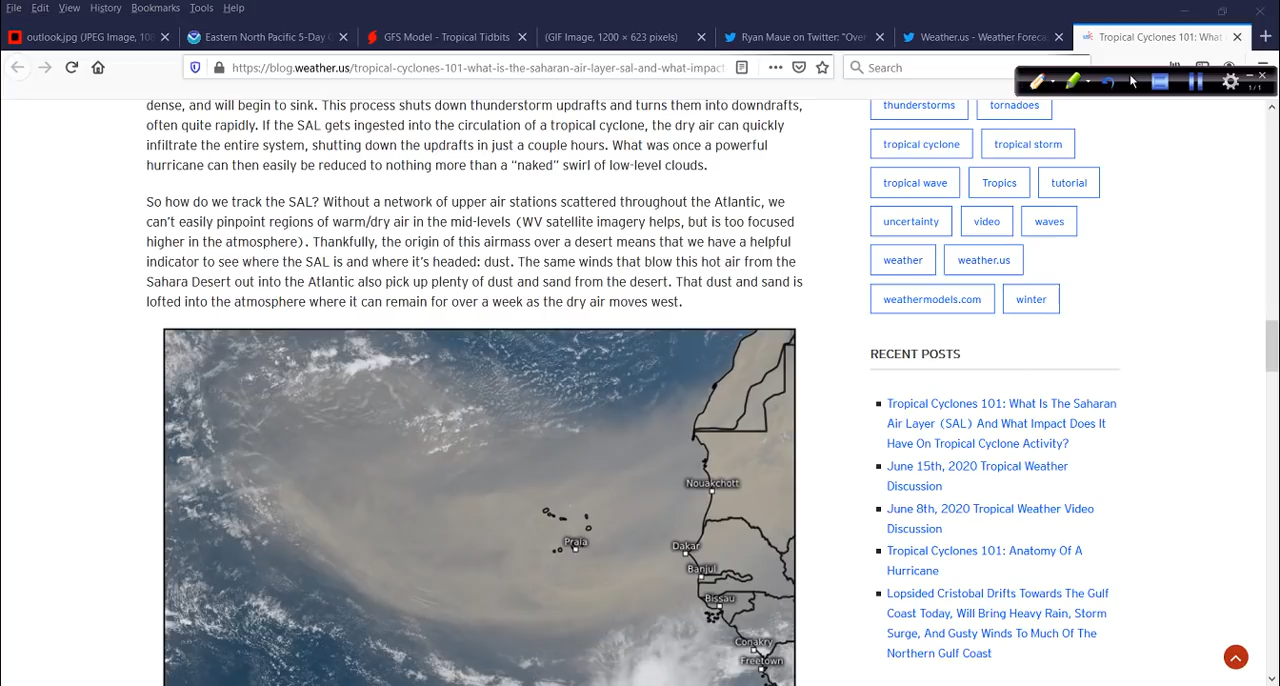 File Edit View History Bookmarks Tools Help
outlook.jpg (JPEG Image, 108
Eastern North Pacific 5-Day G
GFS Model - Tropical Tidbits
(GIF Image, 1200 × 623 pixels)
Ryan Maue on Twitter: "Over
Weather.us - Weather Foreca
Tropical Cyclones 101: What
https://blog.weather.us/tropical-cyclones-101-what-is-the-saharan-air-layer-sal-and-what-impact
Search
1/1
dense, and will begin to sink. This process shuts down thunderstorm updrafts and turns them into downdrafts,
often quite rapidly. If the SAL gets ingested into the circulation of a tropical cyclone, the dry air can quickly
infiltrate the entire system, shutting down the updrafts in just a couple hours. What was once a powerful
hurricane can then easily be reduced to nothing more than a “naked” swirl of low-level clouds.
So how do we track the SAL? Without a network of upper air stations scattered throughout the Atlantic, we
can’t easily pinpoint regions of warm/dry air in the mid-levels (WV satellite imagery helps, but is too focused
higher in the atmosphere). Thankfully, the origin of this airmass over a desert means that we have a helpful
indicator to see where the SAL is and where it’s headed: dust. The same winds that blow this hot air from the
Sahara Desert out into the Atlantic also pick up plenty of dust and sand from the desert. That dust and sand is
lofted into the atmosphere where it can remain for over a week as the dry air moves west.
Nouakchott
Praia
Dakar
Banjul
Bissau
Conakry
Freetown
thunderstorms tornadoes
tropical cyclone tropical storm
tropical wave Tropics tutorial
uncertainty video waves
weather weather.us
weathermodels.com winter
RECENT POSTS
Tropical Cyclones 101: What Is The Saharan
Air Layer (SAL) And What Impact Does It
Have On Tropical Cyclone Activity?
June 15th, 2020 Tropical Weather
Discussion
June 8th, 2020 Tropical Weather Video
Discussion
Tropical Cyclones 101: Anatomy Of A
Hurricane
Lopsided Cristobal Drifts Towards The Gulf
Coast Today, Will Bring Heavy Rain, Storm
Surge, And Gusty Winds To Much Of The
Northern Gulf Coast